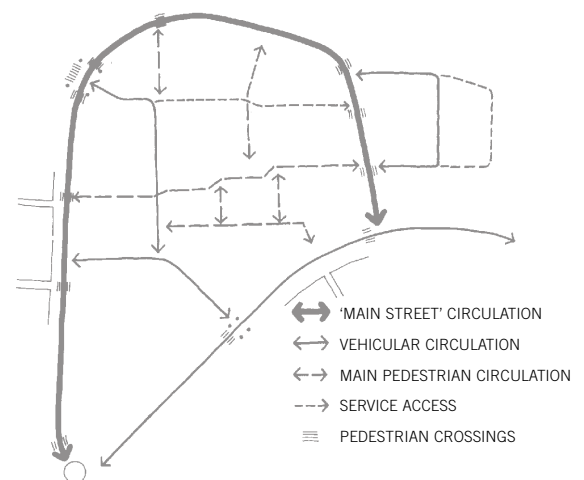 ‘MAIN STREET’ CIRCULATION
VEHICULAR CIRCULATION
MAIN PEDESTRIAN CIRCULATION
SERVICE ACCESS
PEDESTRIAN CROSSINGS